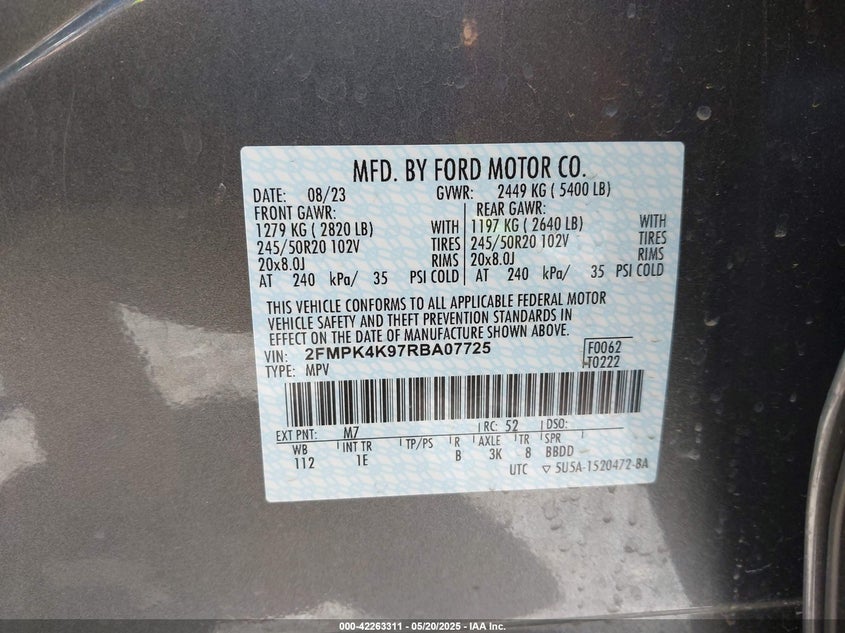 MFD. BY FORD MOTOR CO.
DATE: 08/23 GVWR: 2449 KG ( 5400 LB)
FRONT GAWR: REAR GAWR:
1279 KG ( 2820 LB) WITH 1197 KG ( 2640 LB) WITH
245/50R20 102V TIRES 245/50R20 102V TIRES
20x8.0J RIMS 20x8.0J RIMS
AT 240 kPa/ 35 PSI COLD AT 240 kPa/ 35 PSI COLD
THIS VEHICLE CONFORMS TO ALL APPLICABLE FEDERAL MOTOR
VEHICLE SAFETY AND THEFT PREVENTION STANDARDS IN
EFFECT ON THE DATE OF MANUFACTURE SHOWN ABOVE.
VIN: 2FMPK4K97RBA07725 F0062
TYPE: MPV T0222
EXT PNT: M7 RC: 52 DSO:
WB INT TR TP/PS R AXLE TR SPR
112 1E B 3K 8 BBDD
UTC ▽ 5U5A-1520472-BA
000-42263311 - 05/20/2025 - IAA Inc.